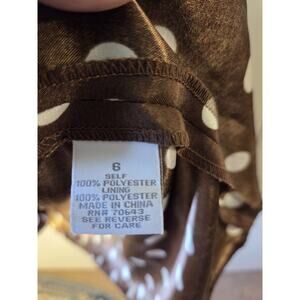 6
SELF
100% POLYESTER
LINING
100% POLYESTER
MADE IN CHINA
RN# 70643
SEE REVERSE
FOR CARE